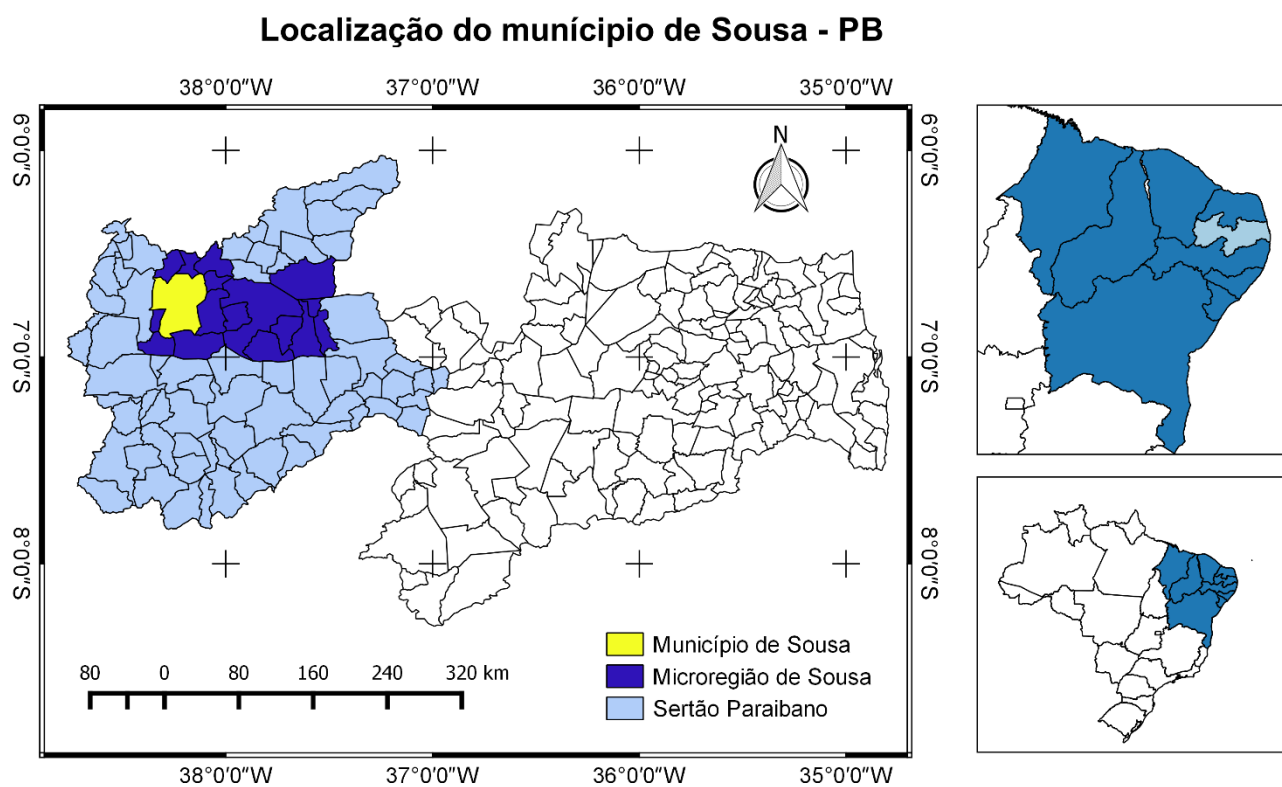 Localização do munícipio de Sousa - PB
38°0'0"W 37°0'0"W 36°0'0"W 35°0'0"W
6°0'0"S 6°0'0"S
N
7°0'0"S 7°0'0"S
8°0'0"S 8°0'0"S
Município de Sousa
Microregião de Sousa
Sertão Paraibano
80 0 80 160 240 320 km
38°0'0"W 37°0'0"W 36°0'0"W 35°0'0"W